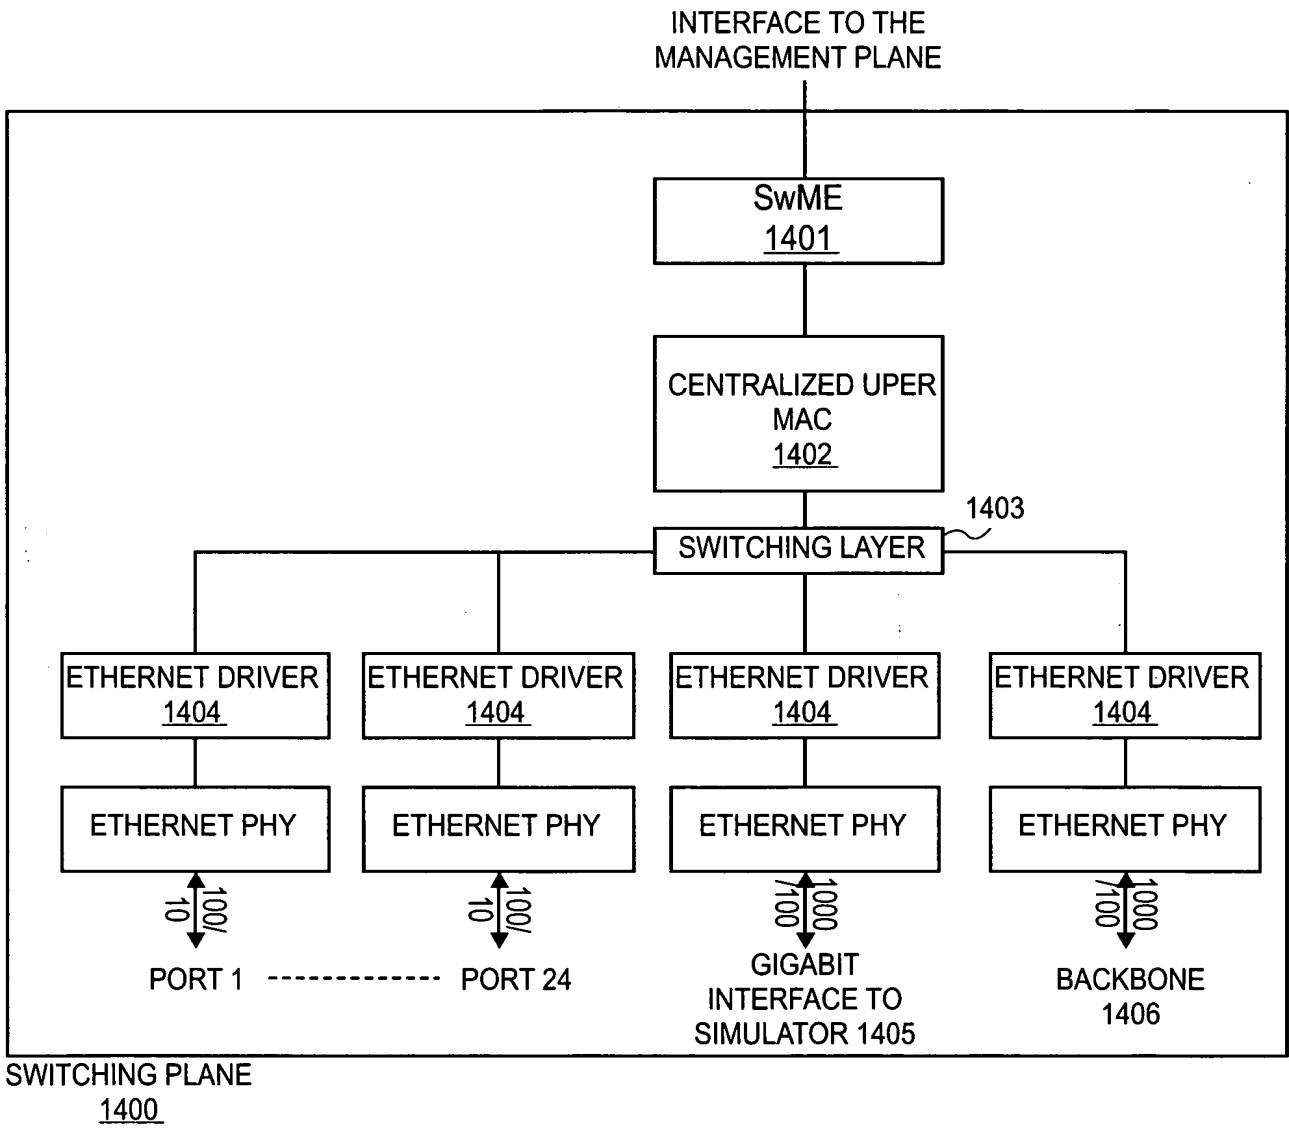 INTERFACE TO THE
MANAGEMENT PLANE
SwME
1401
CENTRALIZED UPER
MAC
1402
1403
SWITCHING LAYER
ETHERNET DRIVER
1404
ETHERNET DRIVER
1404
ETHERNET DRIVER
1404
ETHERNET DRIVER
1404
ETHERNET PHY
ETHERNET PHY
ETHERNET PHY
ETHERNET PHY
100/
10
100/
10
1000
/100
1000
/100
PORT 1
PORT 24
GIGABIT
INTERFACE TO
SIMULATOR 1405
BACKBONE
1406
SWITCHING PLANE
1400